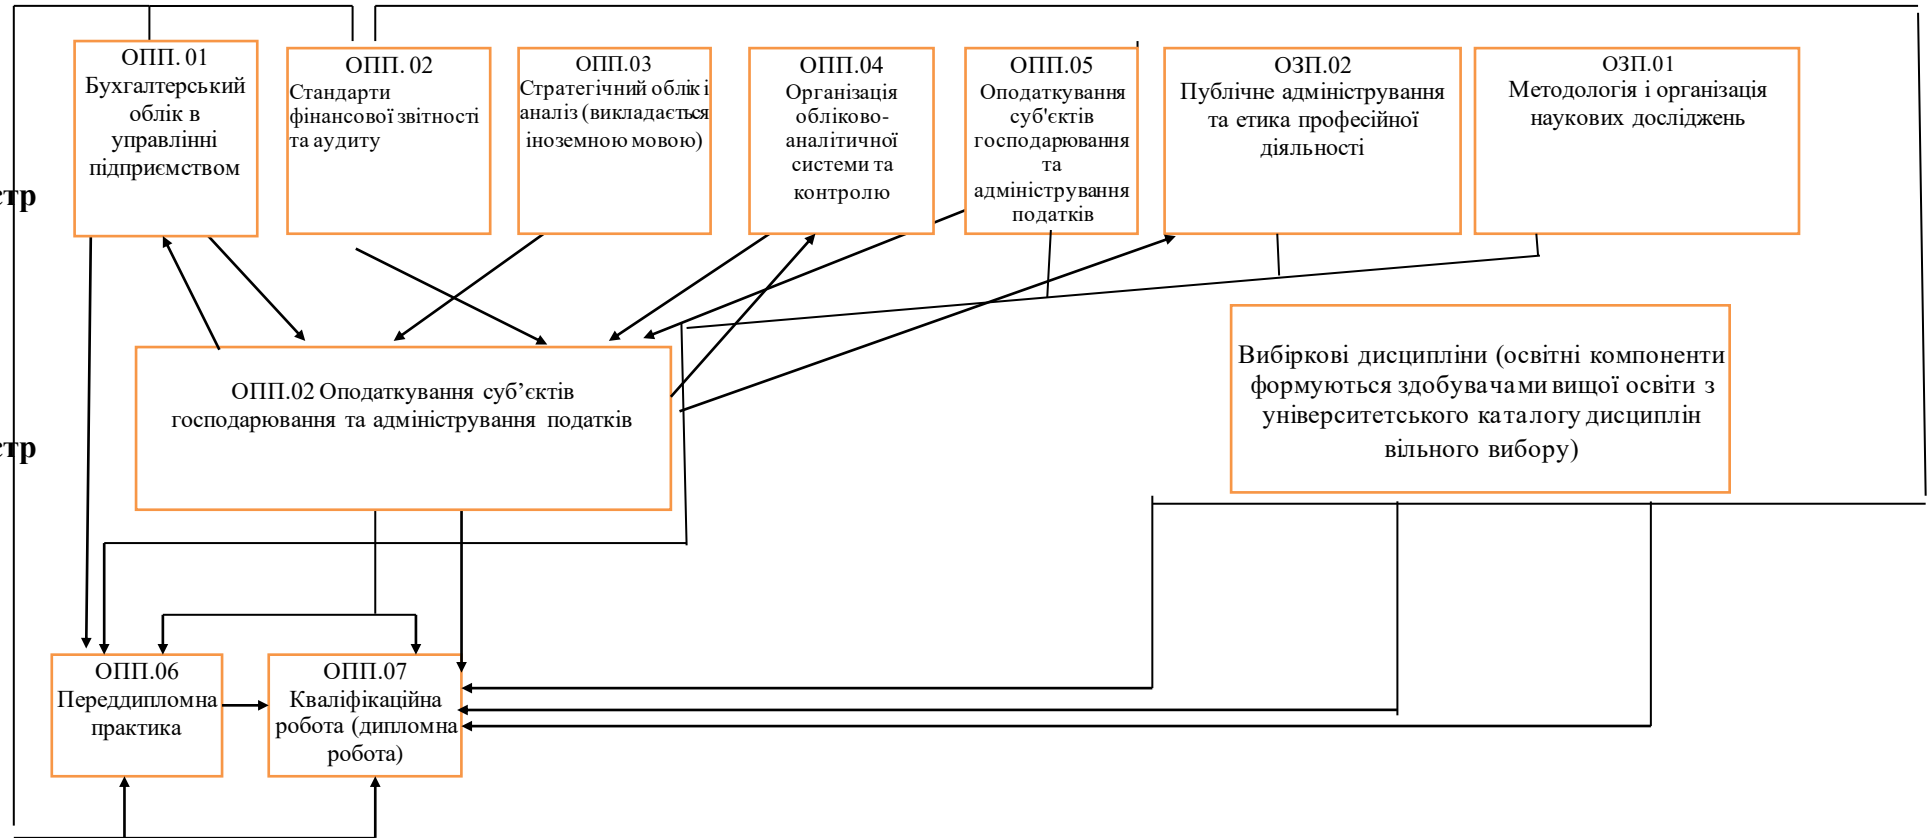 ОПП. 01
Бухгалтерський
облік в
управлінні
підприємством
ОПП. 02
Стандарти
фінансової звітності
та аудиту
ОПП.03
Стратегічний облік і
аналіз (викладається
іноземною мовою)
ОПП.04
Організація
обліково-
аналітичної
системи та
контролю
ОПП.05
Оподаткування
суб'єктів
господарювання
та
адміністрування
податків
ОЗП.02
Публічне адміністрування
та етика професійної
діяльності
ОЗП.01
Методологія і організація
наукових досліджень
стр
ОПП.02 Оподаткування суб’єктів
господарювання та адміністрування податків
Вибіркові дисципліни (освітні компоненти
формуються здобувачами вищої освіти з
університетського каталогу дисциплін
вільного вибору)
стр
ОПП.06
Переддипломна
практика
ОПП.07
Кваліфікаційна
робота (дипломна
робота)